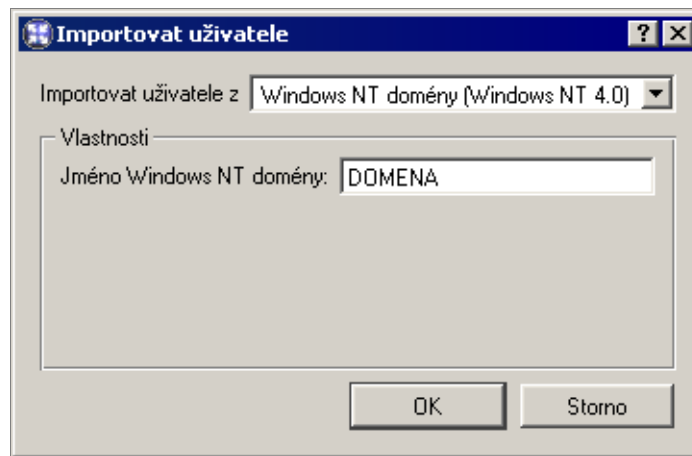 Importovat uživatele
Importovat uživatele z Windows NT domény (Windows NT 4.0)
Vlastnosti
Jméno Windows NT domény: DOMENA
OK Storno